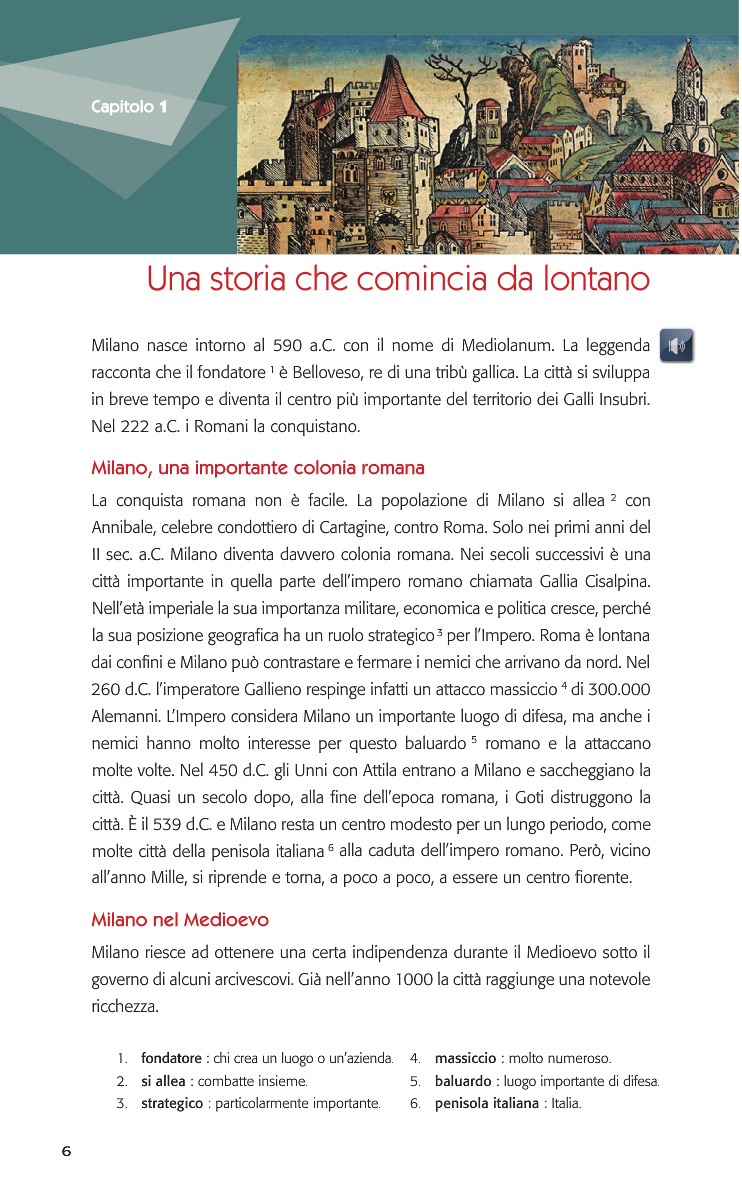 Capitolo 1
Una storia che comincia da lontano
Milano nasce intorno al 590 a.C. con il nome di Mediolanum. La leggenda
racconta che il fondatore ¹ è Belloveso, re di una tribù gallica. La città si sviluppa
in breve tempo e diventa il centro più importante del territorio dei Galli Insubri.
Nel 222 a.C. i Romani la conquistano.
Milano, una importante colonia romana
La conquista romana non è facile. La popolazione di Milano si allea ² con
Annibale, celebre condottiero di Cartagine, contro Roma. Solo nei primi anni del
II sec. a.C. Milano diventa davvero colonia romana. Nei secoli successivi è una
città importante in quella parte dell'impero romano chiamata Gallia Cisalpina.
Nell'età imperiale la sua importanza militare, economica e politica cresce, perché
la sua posizione geografica ha un ruolo strategico ³ per l'Impero. Roma è lontana
dai confini e Milano può contrastare e fermare i nemici che arrivano da nord. Nel
260 d.C. l'imperatore Gallieno respinge infatti un attacco massiccio ⁴ di 300.000
Alemanni. L'Impero considera Milano un importante luogo di difesa, ma anche i
nemici hanno molto interesse per questo baluardo ⁵ romano e la attaccano
molte volte. Nel 450 d.C. gli Unni con Attila entrano a Milano e saccheggiano la
città. Quasi un secolo dopo, alla fine dell'epoca romana, i Goti distruggono la
città. È il 539 d.C. e Milano resta un centro modesto per un lungo periodo, come
molte città della penisola italiana ⁶ alla caduta dell'impero romano. Però, vicino
all'anno Mille, si riprende e torna, a poco a poco, a essere un centro fiorente.
Milano nel Medioevo
Milano riesce ad ottenere una certa indipendenza durante il Medioevo sotto il
governo di alcuni arcivescovi. Già nell'anno 1000 la città raggiunge una notevole
ricchezza.
1. fondatore : chi crea un luogo o un'azienda.
2. si allea : combatte insieme.
3. strategico : particolarmente importante.
4. massiccio : molto numeroso.
5. baluardo : luogo importante di difesa.
6. penisola italiana : Italia.
6